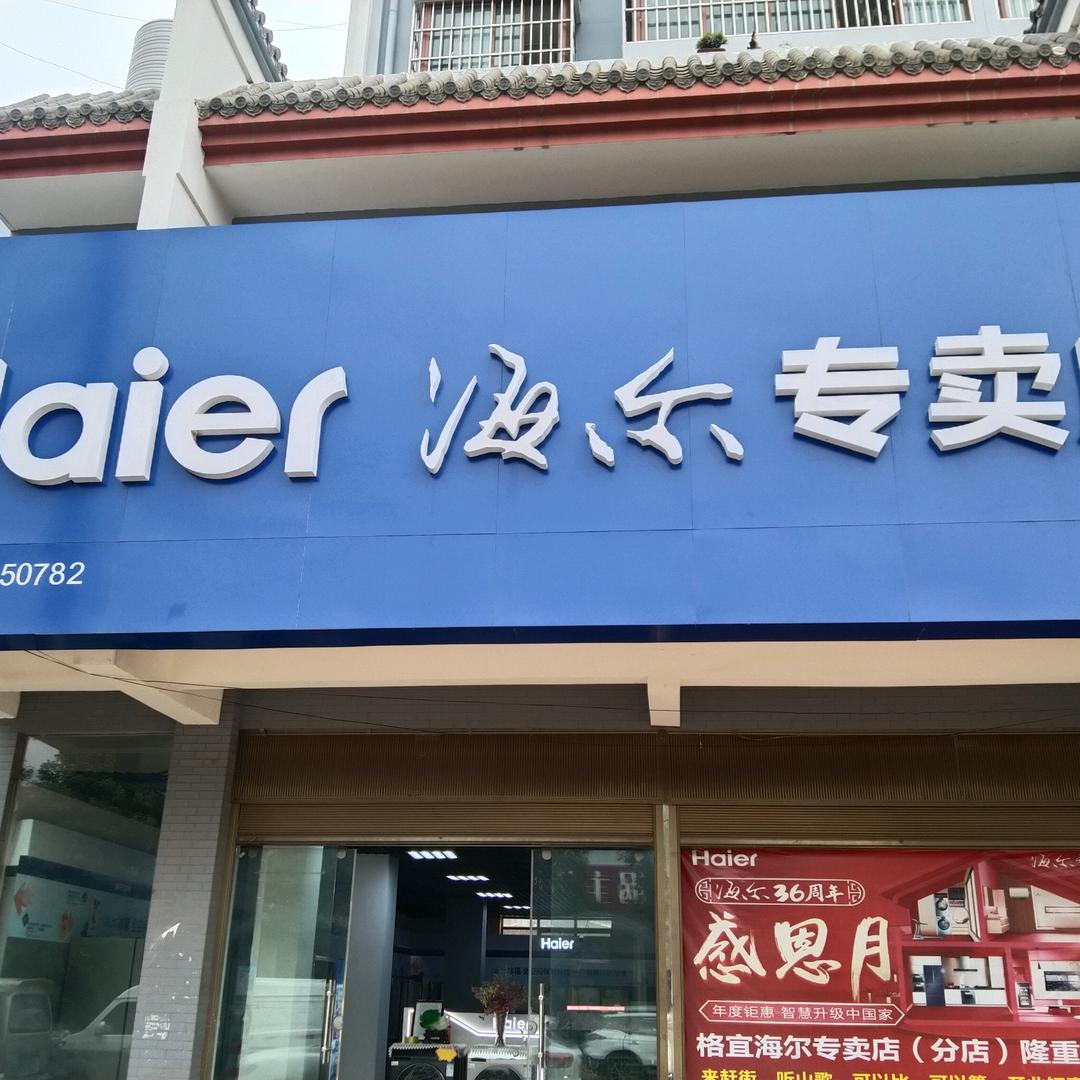 Haier 海尔 专卖
50782
Haier
Haier
海尔36周年
感恩月
年度钜惠 智慧升级中国家
格宜海尔专卖店（分店）隆重